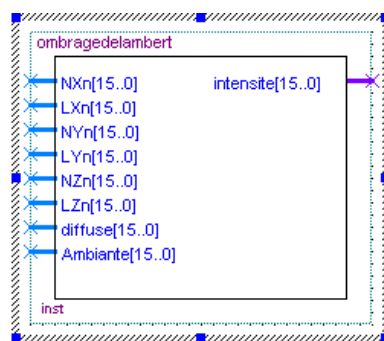 ombragedelambert
NXn[15..0] intensite[15..0]
LXn[15..0]
NYn[15..0]
LYn[15..0]
NZn[15..0]
LZn[15..0]
diffuse[15..0]
Ambiante[15..0]
inst